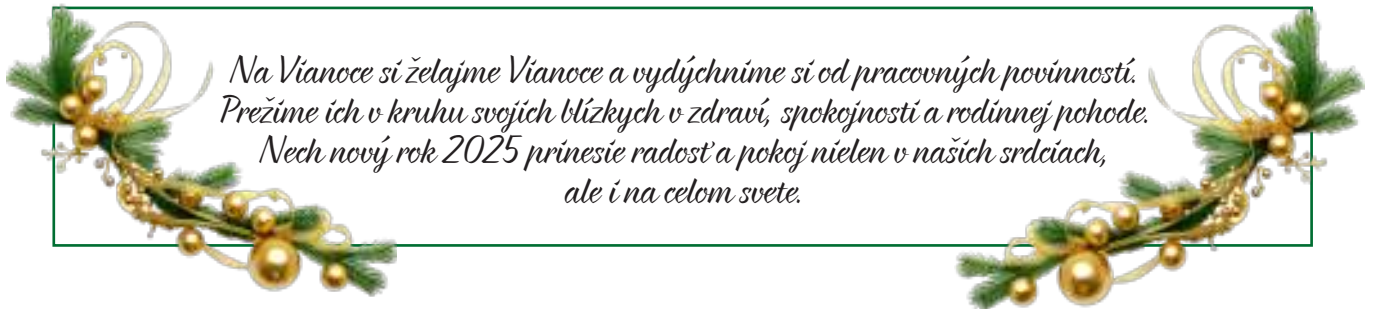 Na Vianoce si želajme Vianoce a vydýchnime si od pracovných povinností.
Prežime ich v kruhu svojich blízkych v zdraví, spokojnosti a rodinnej pohode.
Nech nový rok 2025 prinesie radosť a pokoj nielen v našich srdciach,
ale i na celom svete.